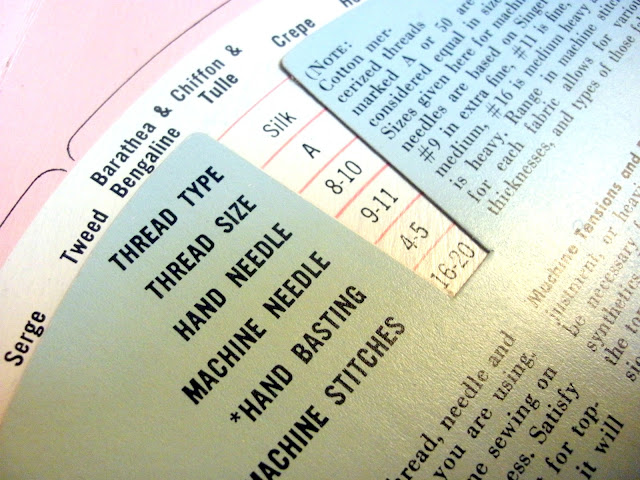 Serge
Tweed
Barathea &
Bengaline
Chiffon &
Tulle
Crepe
THREAD TYPE
THREAD SIZE
HAND NEEDLE
MACHINE NEEDLE
*HAND BASTING
MACHINE STITCHES
Silk
A
8-10
9-11
4-5
16-20
(NOTE:
Cotton mer-
cerized threads
marked A or 50 are
considered equal in size.
Sizes given here for machine
needles are based on Singer
#9 in extra fine, #11 is fine,
medium, #16 is medium heavy
is heavy. Range in machine
for each fabric allows for
thicknesses, and types of those
Machine Tensions and
justment, or
be necessary
synthetic
the
needle and
you are using.
sewing on
Satisfy
for top-
it will